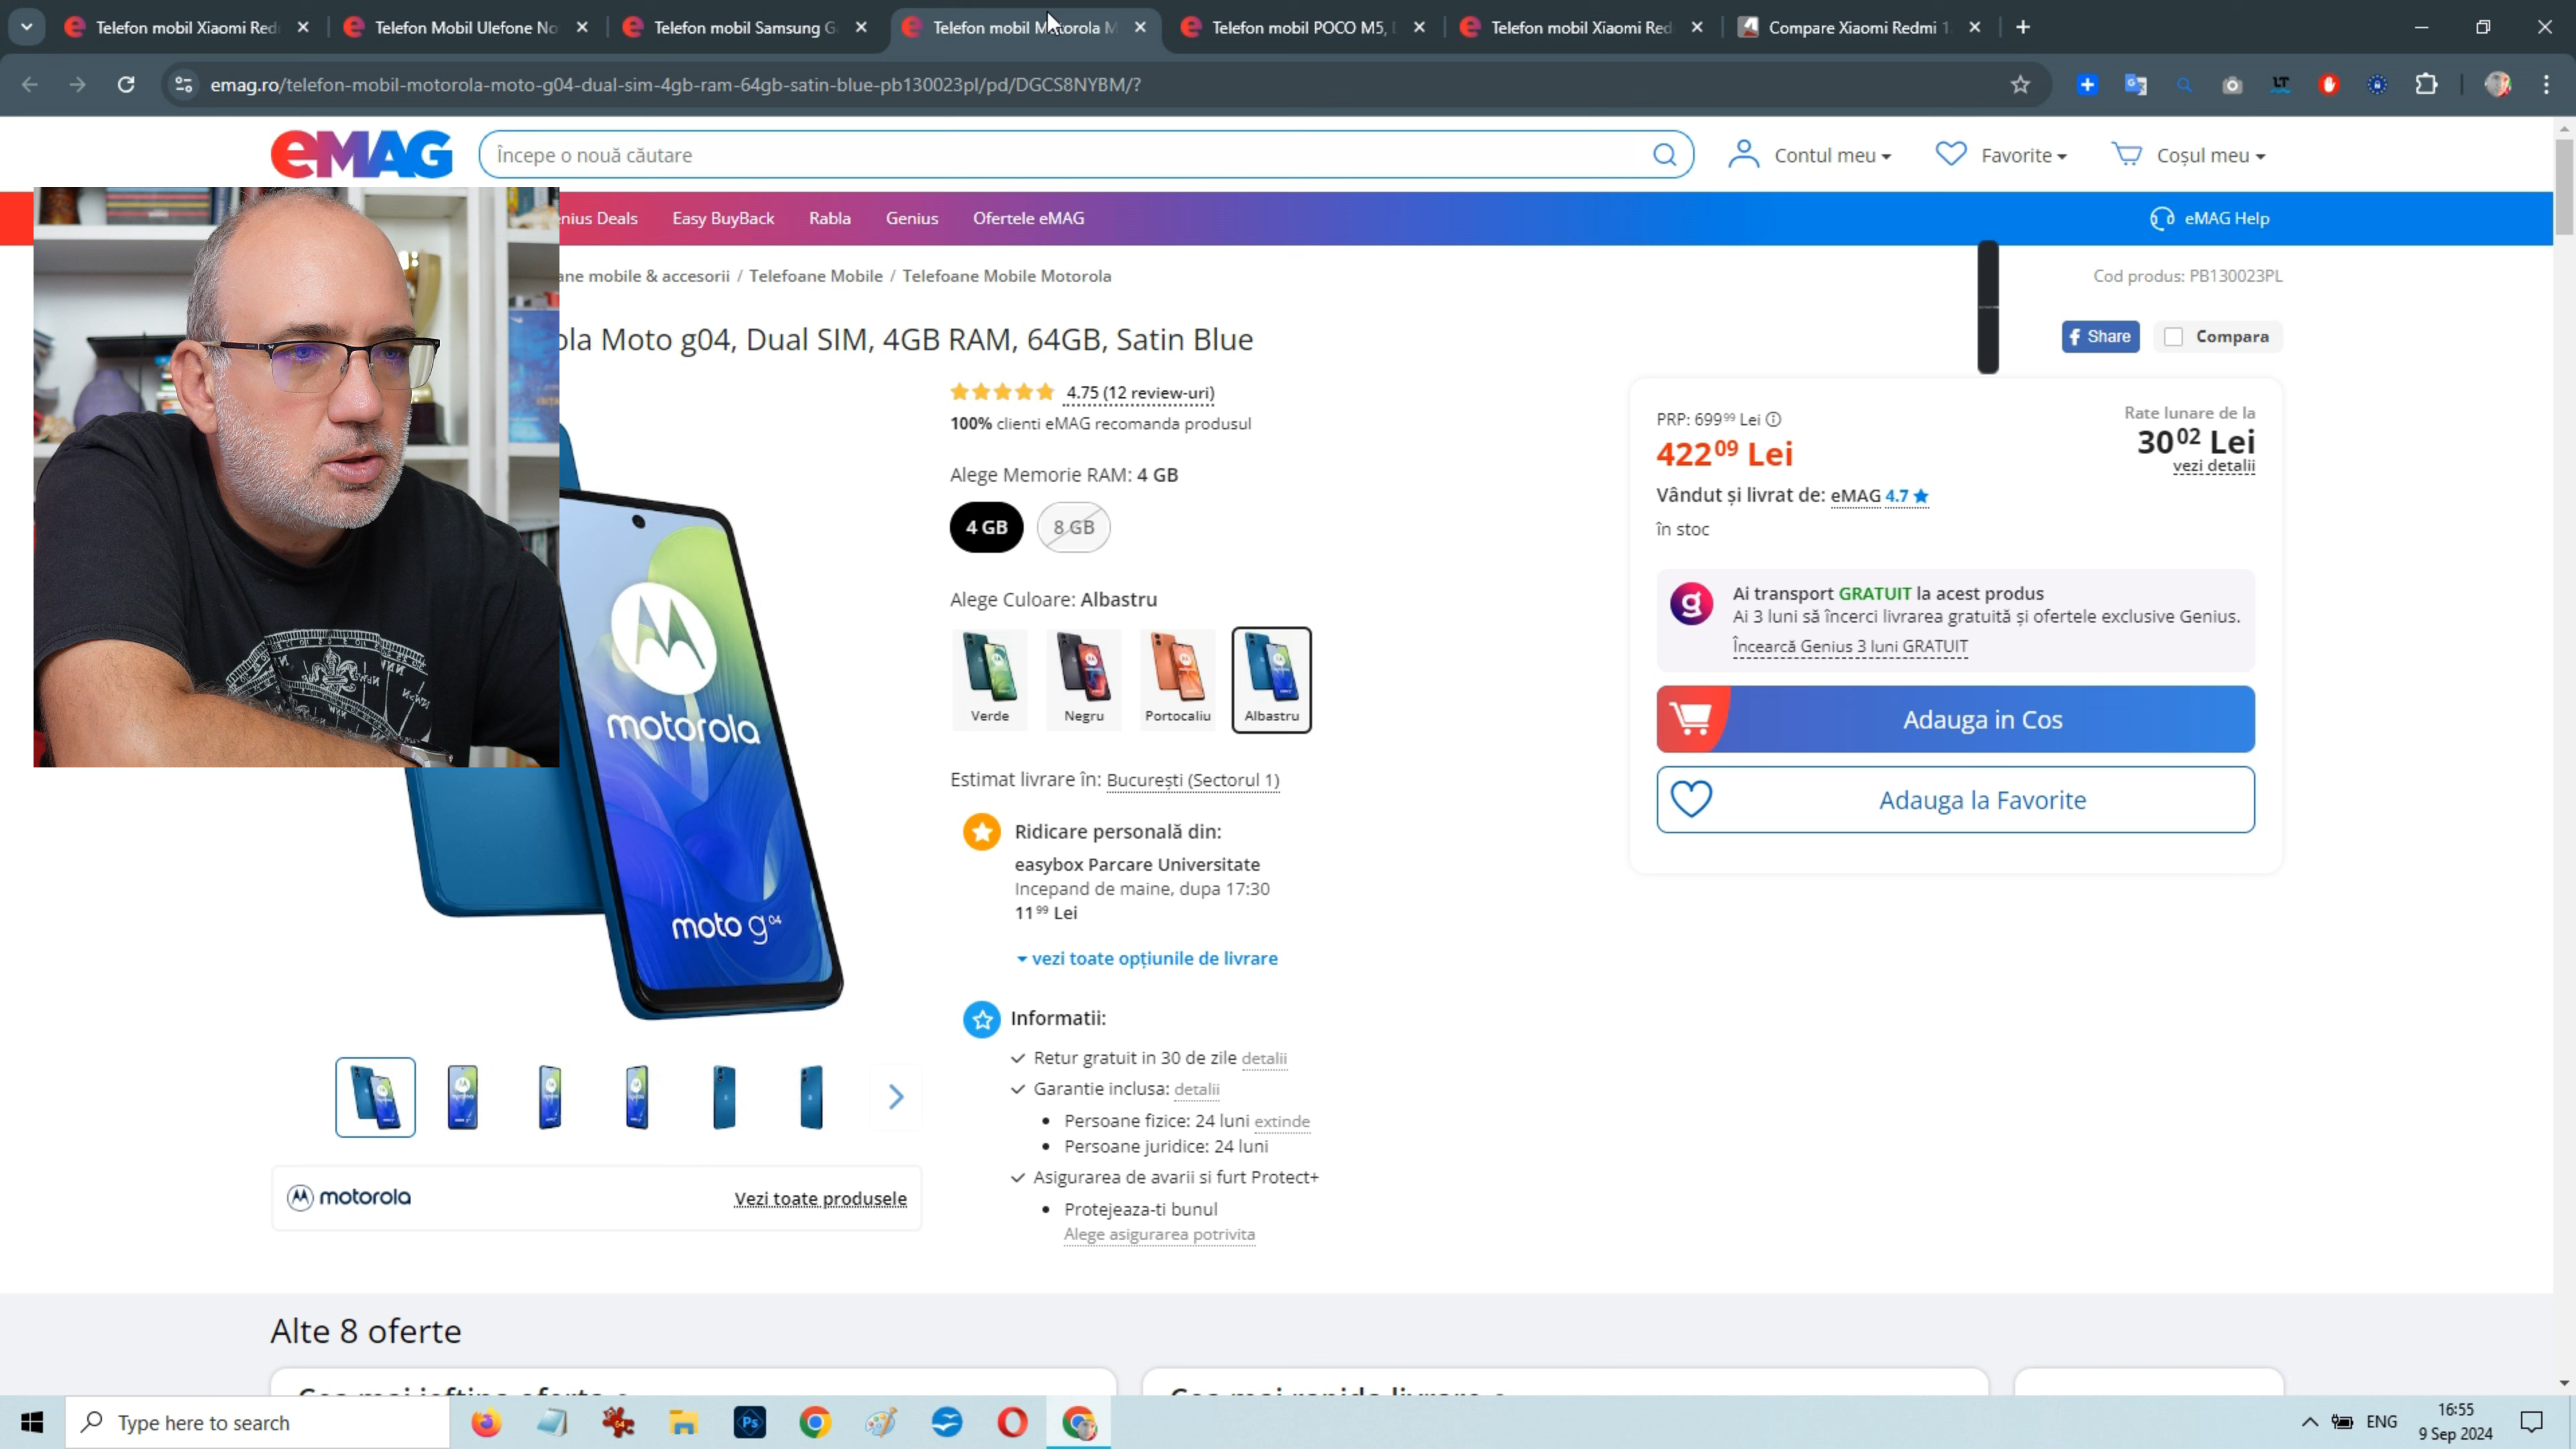 Telefon mobil Xiaomi Red
Telefon Mobil Ulefone No
Telefon mobil Samsung G
Telefon mobil Motorola M
Telefon mobil POCO M5,
Telefon mobil Xiaomi Red
Compare Xiaomi Redmi 1
emag.ro/telefon-mobil-motorola-moto-g04-dual-sim-4gb-ram-64gb-satin-blue-pb130023pl/pd/DGCS8NYBM/?
eMAG
Începe o nouă căutare
Contul meu
Favorite
Coșul meu
nius Deals
Easy BuyBack
Rabla
Genius
Ofertele eMAG
eMAG Help
ane mobile & accesorii / Telefoane Mobile / Telefoane Mobile Motorola
Cod produs: PB130023PL
ola Moto g04, Dual SIM, 4GB RAM, 64GB, Satin Blue
f Share
Compara
4.75 (12 review-uri)
100% clienti eMAG recomanda produsul
Alege Memorie RAM: 4 GB
4 GB
8 GB
Alege Culoare: Albastru
Verde
Negru
Portocaliu
Albastru
Estimat livrare în: București (Sectorul 1)
Ridicare personală din:
easybox Parcare Universitate
Incepand de maine, dupa 17:30
11⁹⁹ Lei
vezi toate opțiunile de livrare
Informatii:
Retur gratuit in 30 de zile detalii
Garantie inclusa: detalii
Persoane fizice: 24 luni extinde
Persoane juridice: 24 luni
Asigurarea de avarii si furt Protect+
Protejeaza-ti bunul
Alege asigurarea potrivita
PRP: 699⁹⁹ Lei
422⁰⁹ Lei
Rate lunare de la
30⁰² Lei
vezi detalii
Vândut și livrat de: eMAG 4.7
în stoc
g
Ai transport GRATUIT la acest produs
Ai 3 luni să încerci livrarea gratuită și ofertele exclusive Genius.
Încearcă Genius 3 luni GRATUIT
Adauga in Cos
Adauga la Favorite
motorola
moto g⁰⁴
motorola
Vezi toate produsele
Alte 8 oferte
Cea mai ieftina oferta
Cea mai rapida livrare
Type here to search
Ps
ENG
16:55
9 Sep 2024